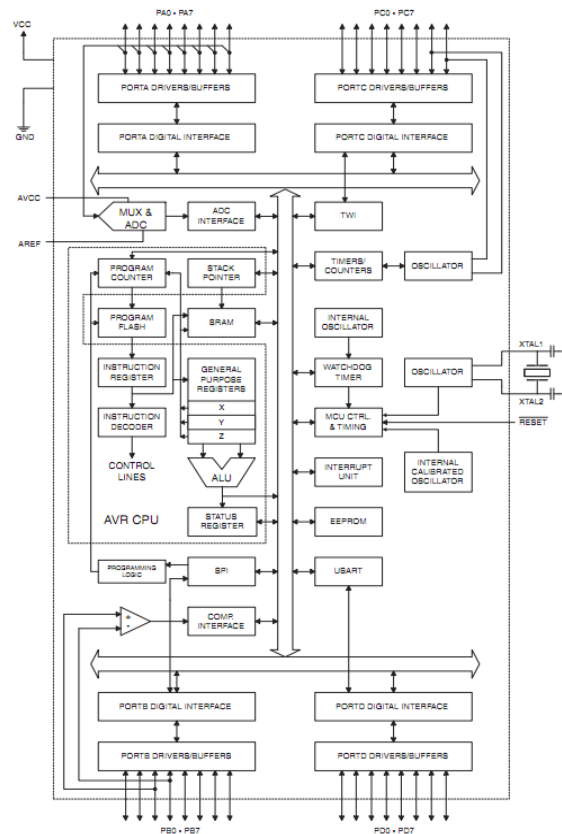 PA0 - PA7
PC0 - PC7
VCC
GND
PORTA DRIVERS/BUFFERS
PORTC DRIVERS/BUFFERS
PORTA DIGITAL INTERFACE
PORTC DIGITAL INTERFACE
AVCC
AREF
MUX &
ADC
ADC
INTERFACE
TWI
PROGRAM
COUNTER
STACK
POINTER
TIMERS/
COUNTERS
OSCILLATOR
PROGRAM
FLASH
SRAM
INTERNAL
OSCILLATOR
XTAL1
INSTRUCTION
REGISTER
GENERAL
PURPOSE
REGISTERS
WATCHDOG
TIMER
OSCILLATOR
XTAL2
X
Y
Z
INSTRUCTION
DECODER
MCU CTRL.
& TIMING
RESET
CONTROL
LINES
ALU
INTERRUPT
UNIT
INTERNAL
CALIBRATED
OSCILLATOR
AVR CPU
STATUS
REGISTER
EEPROM
PROGRAMMING
LOGIC
SPI
USART
+
-
COMP.
INTERFACE
PORTB DIGITAL INTERFACE
PORTD DIGITAL INTERFACE
PORTB DRIVERS/BUFFERS
PORTD DRIVERS/BUFFERS
PB0 - PB7
PD0 - PD7